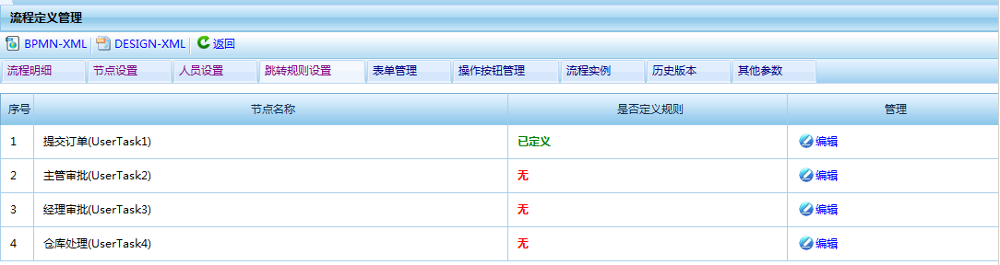 流程定义管理
BPMN-XML DESIGN-XML 返回
流程明细 节点设置 人员设置 跳转规则设置 表单管理 操作按钮管理 流程实例 历史版本 其他参数
序号 节点名称 是否定义规则 管理
1 提交订单(UserTask1) 已定义 编辑
2 主管审批(UserTask2) 无 编辑
3 经理审批(UserTask3) 无 编辑
4 仓库处理(UserTask4) 无 编辑